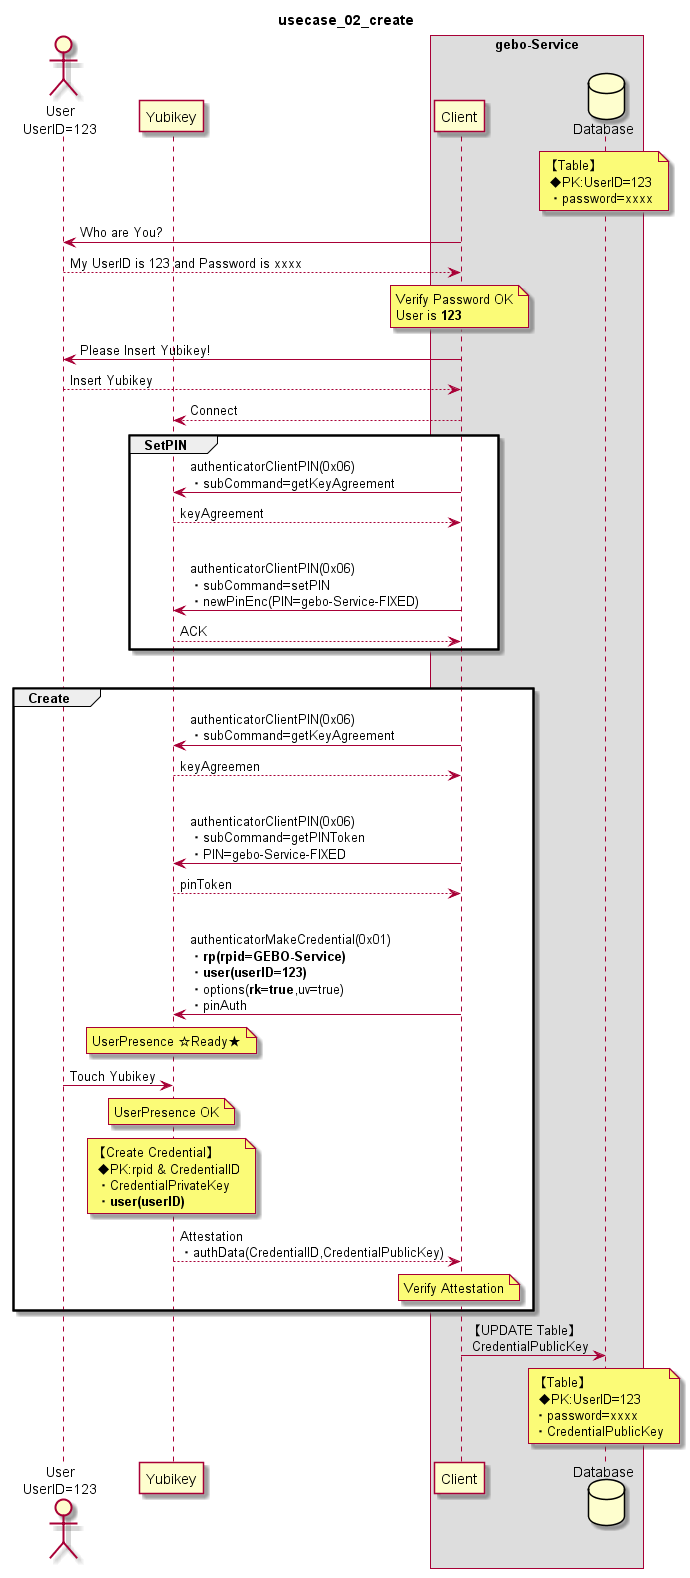 usecase_02_create
gebo-Service
User
UserID=123
Yubikey
Client
Database
【Table】
◆PK:UserID=123
・password=xxxx
Who are You?
My UserID is 123 and Password is xxxx
Verify Password OK
User is 123
Please Insert Yubikey!
Insert Yubikey
Connect
SetPIN
authenticatorClientPIN(0x06)
・subCommand=getKeyAgreement
keyAgreement
authenticatorClientPIN(0x06)
・subCommand=setPIN
・newPinEnc(PIN=gebo-Service-FIXED)
ACK
Create
authenticatorClientPIN(0x06)
・subCommand=getKeyAgreement
keyAgreemen
authenticatorClientPIN(0x06)
・subCommand=getPINToken
・PIN=gebo-Service-FIXED
pinToken
authenticatorMakeCredential(0x01)
・rp(rpid=GEBO-Service)
・user(userID=123)
・options(rk=true,uv=true)
・pinAuth
UserPresence ☆Ready★
Touch Yubikey
UserPresence OK
【Create Credential】
◆PK:rpid & CredentialID
・CredentialPrivateKey
・user(userID)
Attestation
・authData(CredentialID,CredentialPublicKey)
Verify Attestation
【UPDATE Table】
CredentialPublicKey
【Table】
◆PK:UserID=123
・password=xxxx
・CredentialPublicKey
User
UserID=123
Yubikey
Client
Database